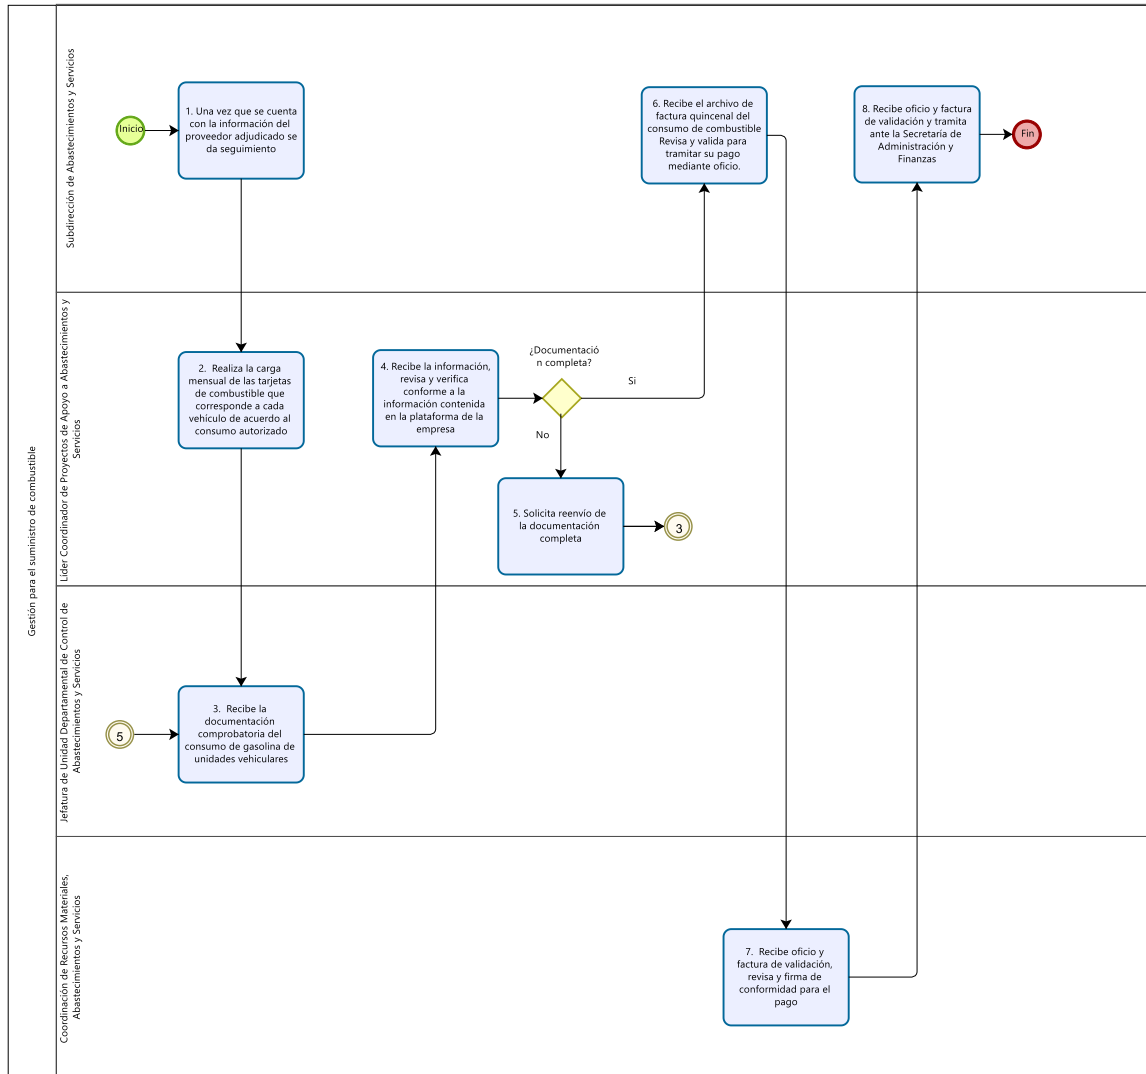 Gestión para el suministro de combustible
Subdirección de Abastecimientos y Servicios
Inicio
1. Una vez que se cuenta
con la información del
proveedor adjudicado se
da seguimiento
6. Recibe el archivo de
factura quincenal del
consumo de combustible
Revisa y valida para
tramitar su pago
mediante oficio.
8. Recibe oficio y factura
de validación y tramita
ante la Secretaría de
Administración y
Finanzas
Fin
Lider Coordinador de Proyectos de Apoyo a Abastecimientos y
Servicios
2. Realiza la carga
mensual de las tarjetas
de combustible que
corresponde a cada
vehículo de acuerdo al
consumo autorizado
4. Recibe la información,
revisa y verifica
conforme a la
información contenida
en la plataforma de la
empresa
¿Documentació
n completa?
Si
No
5. Solicita reenvío de
la documentación
completa
3
Jefatura de Unidad Departamental de Control de
Abastecimientos y Servicios
5
3. Recibe la
documentación
comprobatoria del
consumo de gasolina de
unidades vehiculares
Coordinación de Recursos Materiales,
Abastecimientos y Servicios
7. Recibe oficio y
factura de validación,
revisa y firma de
conformidad para el
pago